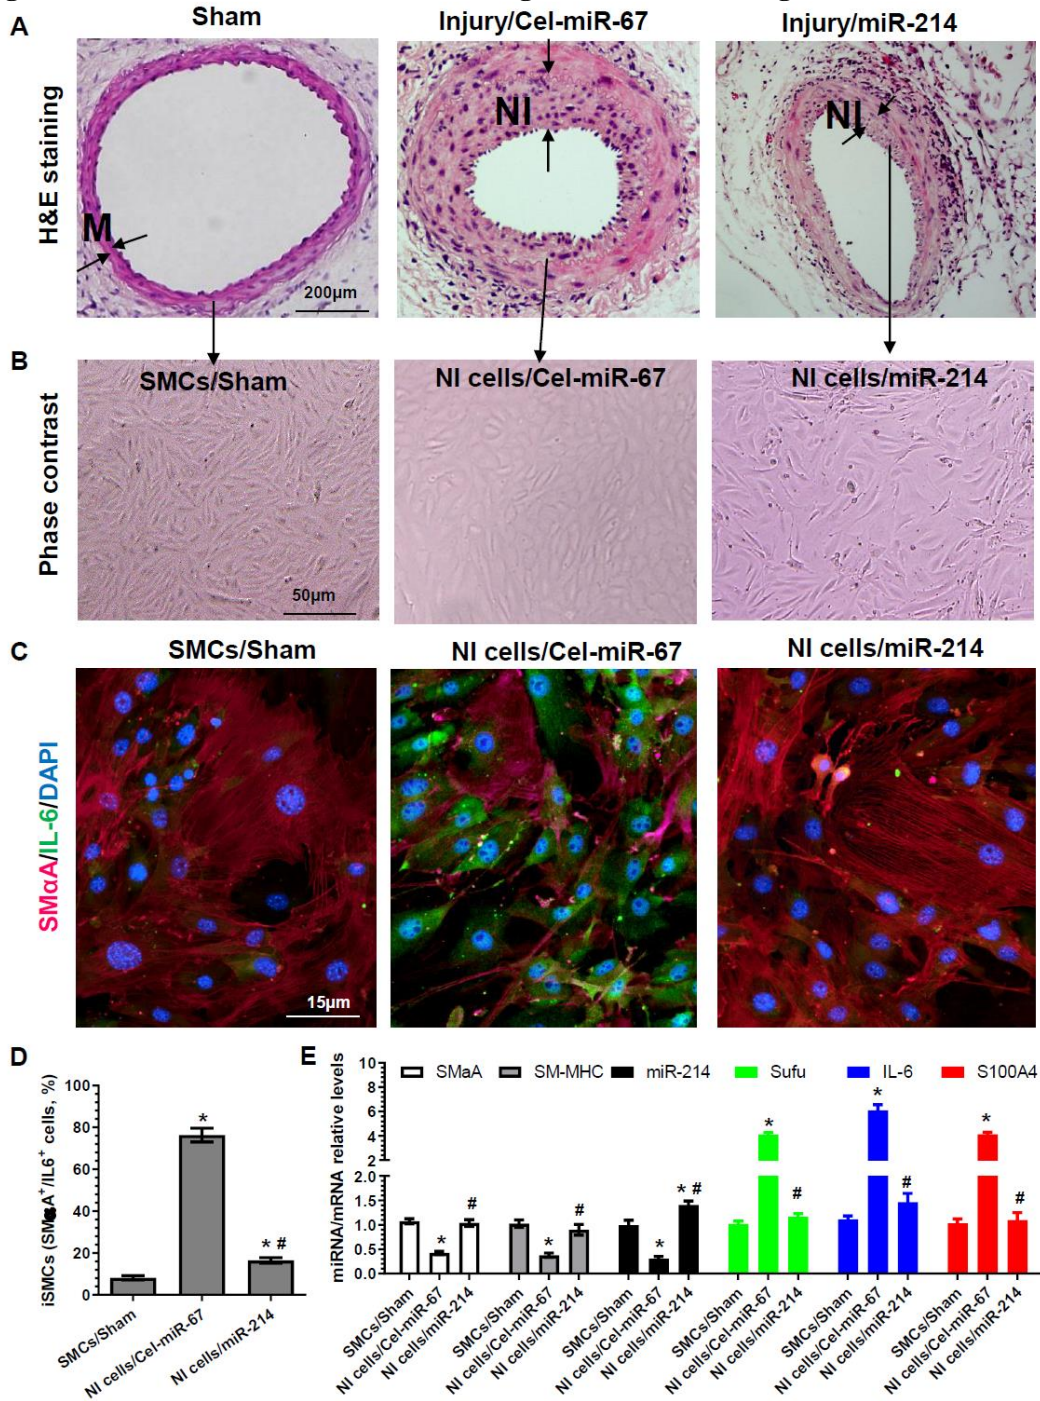 A
Sham
Injury/Cel-miR-67
Injury/miR-214
H&E staining
M
NI
NI
200μm
B
Phase contrast
SMCs/Sham
NI cells/Cel-miR-67
NI cells/miR-214
50μm
C
SMCs/Sham
NI cells/Cel-miR-67
NI cells/miR-214
SMαA/IL-6/DAPI
15μm
D
iSMCs (SMαA⁺/IL6⁺ cells, %)
100
80
60
40
20
0
*
* #
SMCs/Sham
NI cells/Cel-miR-67
NI cells/miR-214
E
miRNA/mRNA relative levels
10
8
6
4
2
2.0
1.5
1.0
0.5
0.0
SMaA
SM-MHC
miR-214
Sufu
IL-6
S100A4
*
#
*
#
*
* #
*
#
*
#
*
#
SMCs/Sham
NI cells/Cel-miR-67
NI cells/miR-214
SMCs/Sham
NI cells/Cel-miR-67
NI cells/miR-214
SMCs/Sham
NI cells/Cel-miR-67
NI cells/miR-214
SMCs/Sham
NI cells/Cel-miR-67
NI cells/miR-214
SMCs/Sham
NI cells/Cel-miR-67
NI cells/miR-214
SMCs/Sham
NI cells/Cel-miR-67
NI cells/miR-214